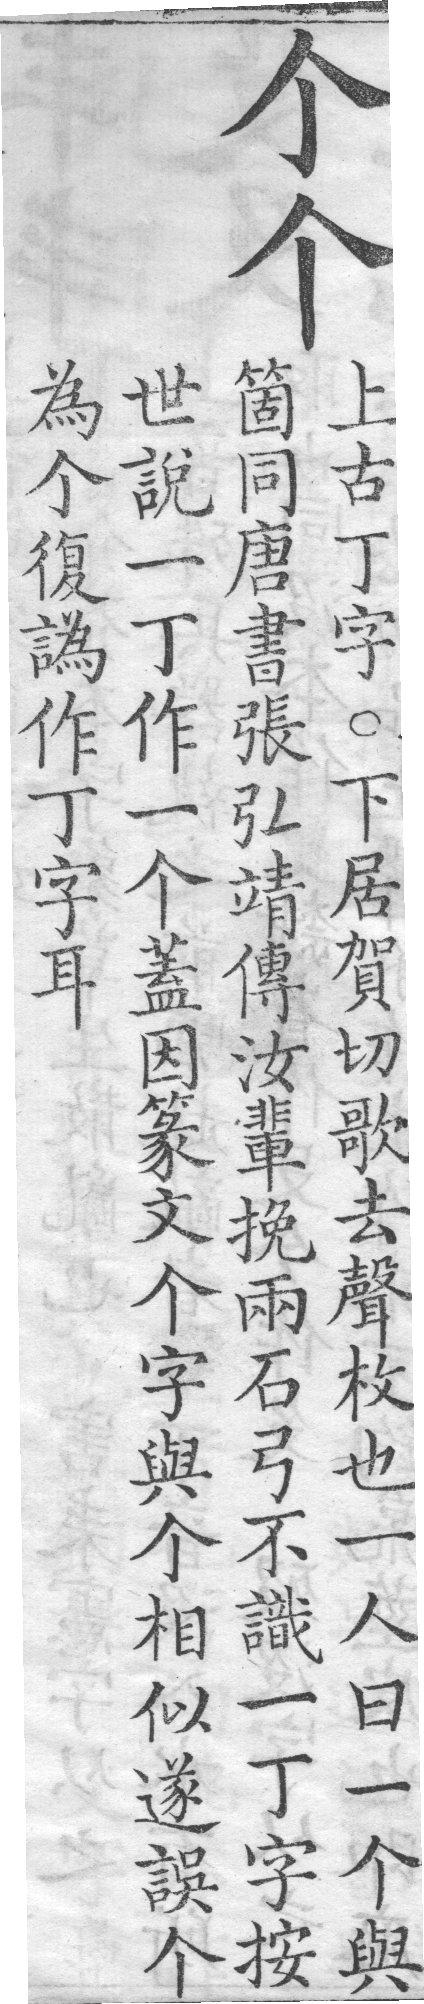 亇个
上古丁字○下居賀切歌去聲枚也一人曰一个與
箇同唐書張弘靖傳汝輩挽兩石弓不識一丁字按
世說一丁作一个蓋因篆文个字與亇相似遂誤个
為亇復譌作丁字耳